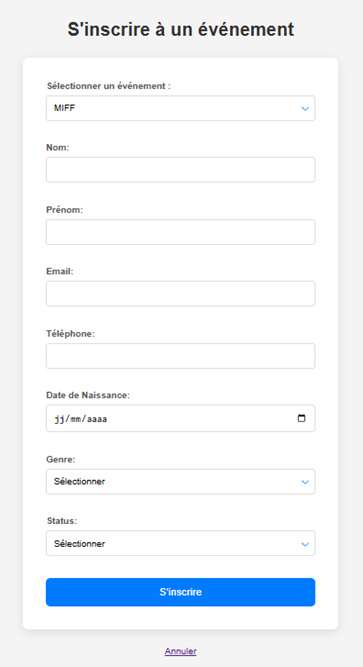 S'inscrire à un événement
Sélectionner un événement :
MIFF
Nom:
Prénom:
Email:
Téléphone:
Date de Naissance:
jj/mm/aaaa
Genre:
Sélectionner
Status:
Sélectionner
S'inscrire
Annuler